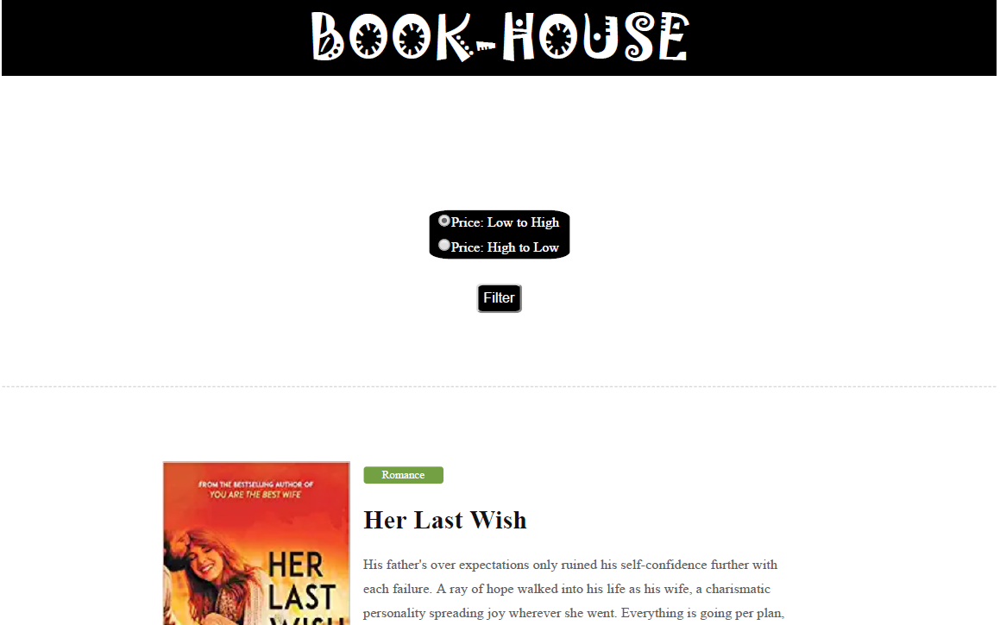 BOOK-HOUSE
Price: Low to High
Price: High to Low
Filter
FROM THE BESTSELLING AUTHOR OF
YOU ARE THE BEST WIFE
HER
LAST
WISH
Romance
Her Last Wish
His father's over expectations only ruined his self-confidence further with
each failure. A ray of hope walked into his life as his wife, a charismatic
personality spreading joy wherever she went. Everything is going per plan,